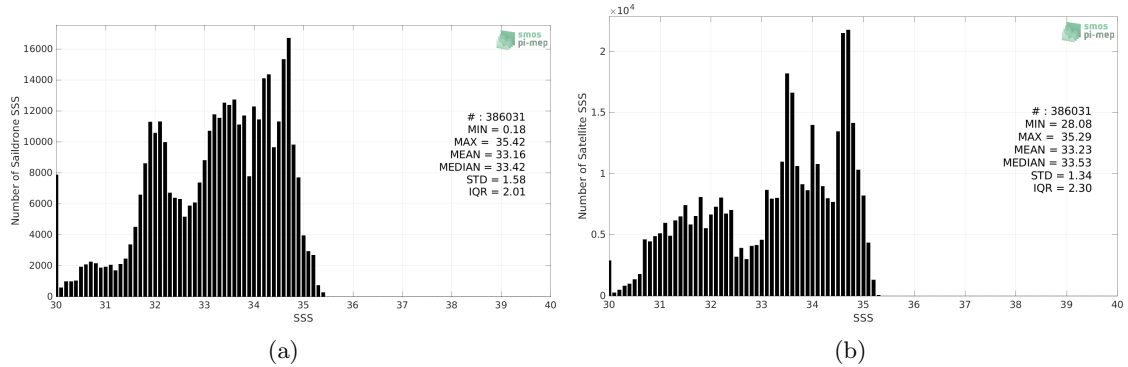 smos
pi-mep
16000
14000
12000
10000
8000
6000
4000
2000
0
Number of Saildrone SSS
# : 386031
MIN = 0.18
MAX = 35.42
MEAN = 33.16
MEDIAN = 33.42
STD = 1.58
IQR = 2.01
30 31 32 33 34 35 36 37 38 39 40
SSS
(a)
×10⁴
smos
pi-mep
2
1.5
1
0.5
0
Number of Satellite SSS
# : 386031
MIN = 28.08
MAX = 35.29
MEAN = 33.23
MEDIAN = 33.53
STD = 1.34
IQR = 2.30
30 31 32 33 34 35 36 37 38 39 40
SSS
(b)